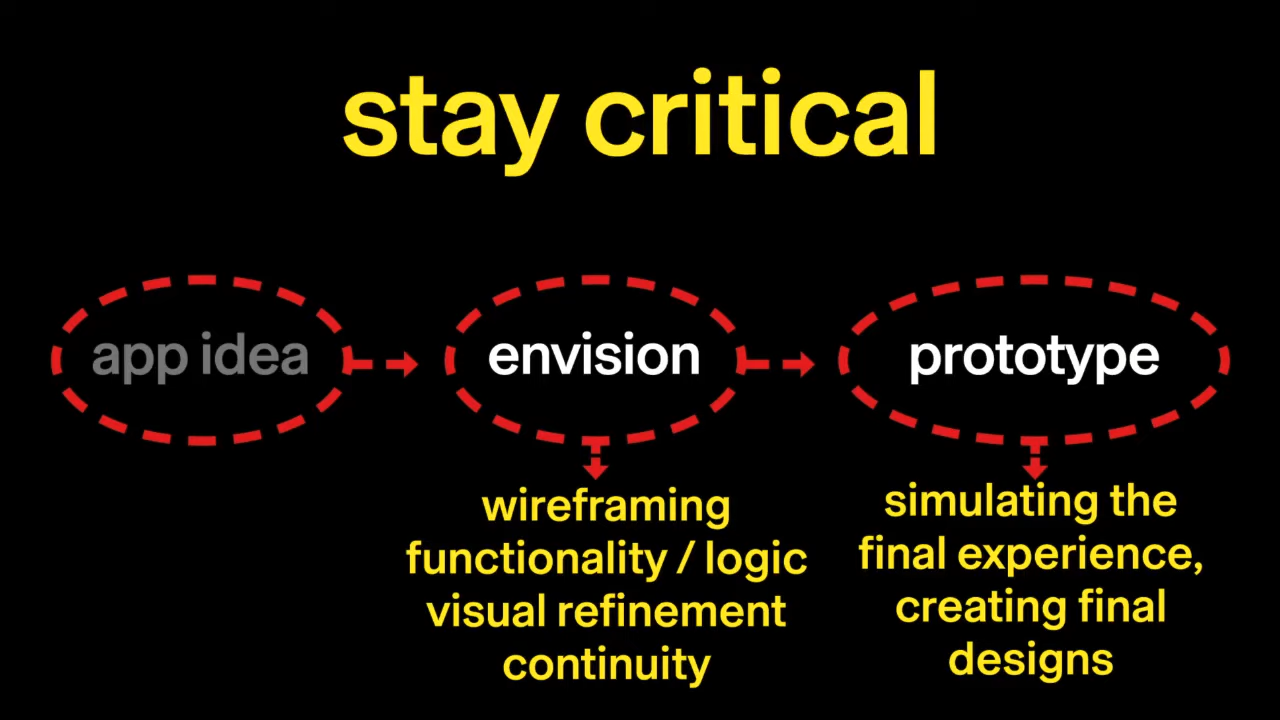 stay critical
app idea
envision
prototype
wireframing
functionality / logic
visual refinement
continuity
simulating the
final experience,
creating final
designs